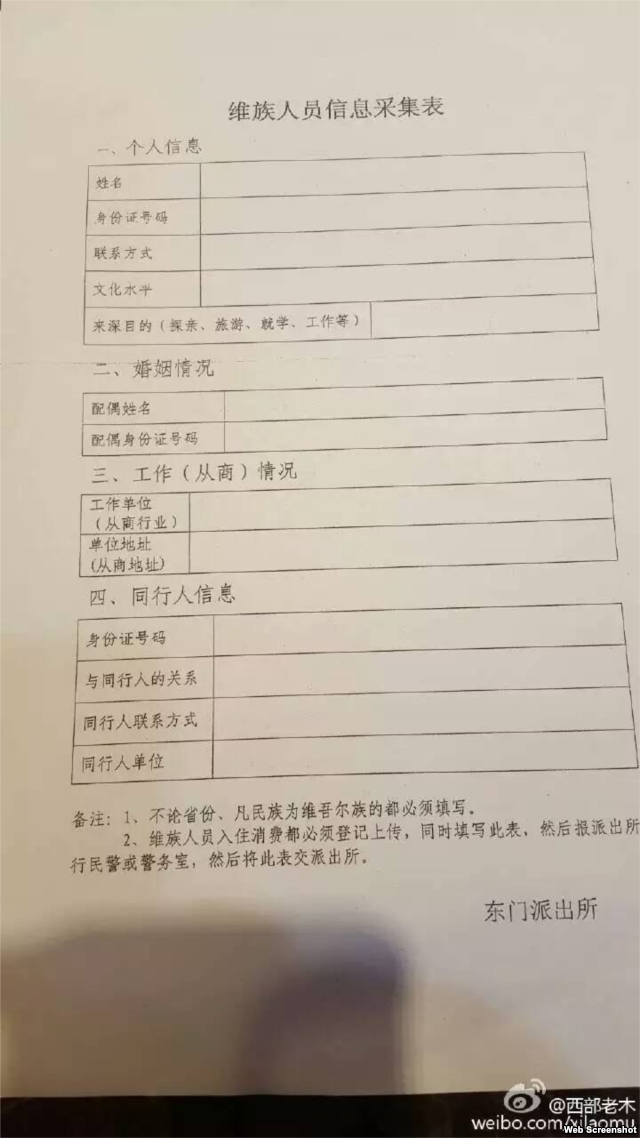 维族人员信息采集表
一、个人信息
姓名
身份证号码
联系方式
文化水平
来深目的（探亲、旅游、就学、工作等）
二、婚姻情况
配偶姓名
配偶身份证号码
三、工作（从商）情况
工作单位
（从商行业）
单位地址
(从商地址)
四、同行人信息
身份证号码
与同行人的关系
同行人联系方式
同行人单位
备注：1、不论省份、凡民族为维吾尔族的都必须填写。
2、维族人员入住消费都必须登记上传，同时填写此表，然后报派出所
行民警或警务室，然后将此表交派出所。
东门派出所
@西部老木
weibo.com/xilaomu
Web Screenshot